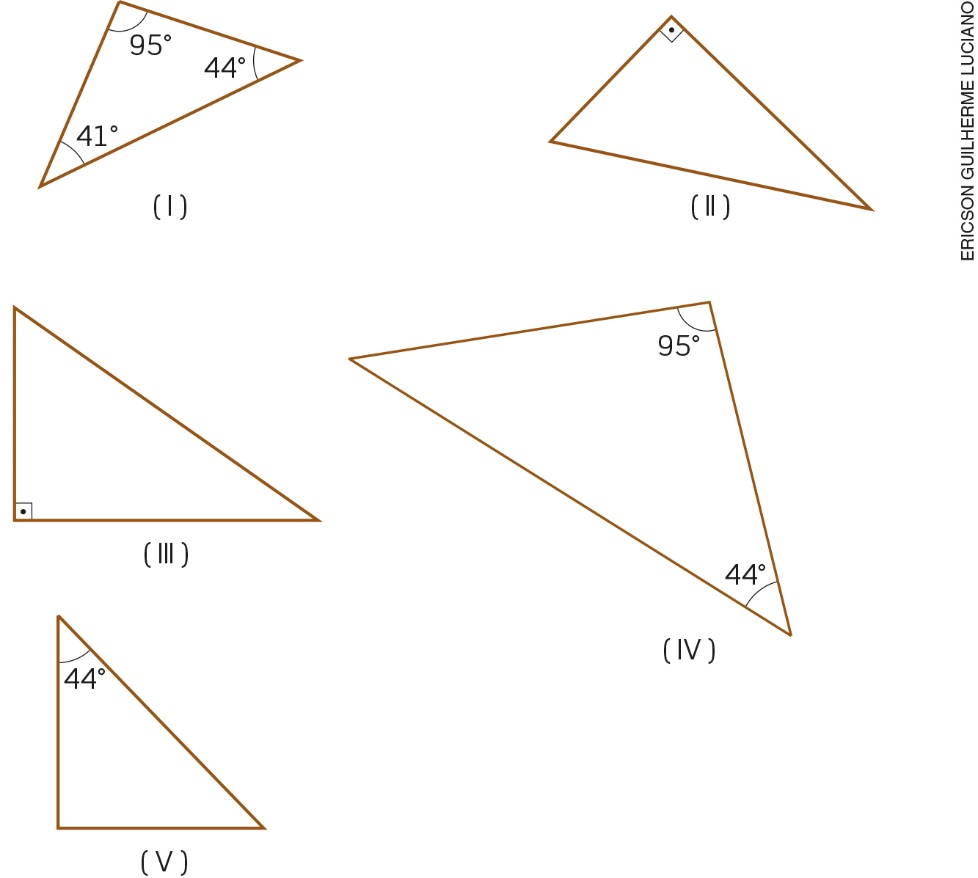 95°
44°
41°
( I )
( II )
ERICSON GUILHERME LUCIANO
( III )
95°
44°
( IV )
44°
( V )